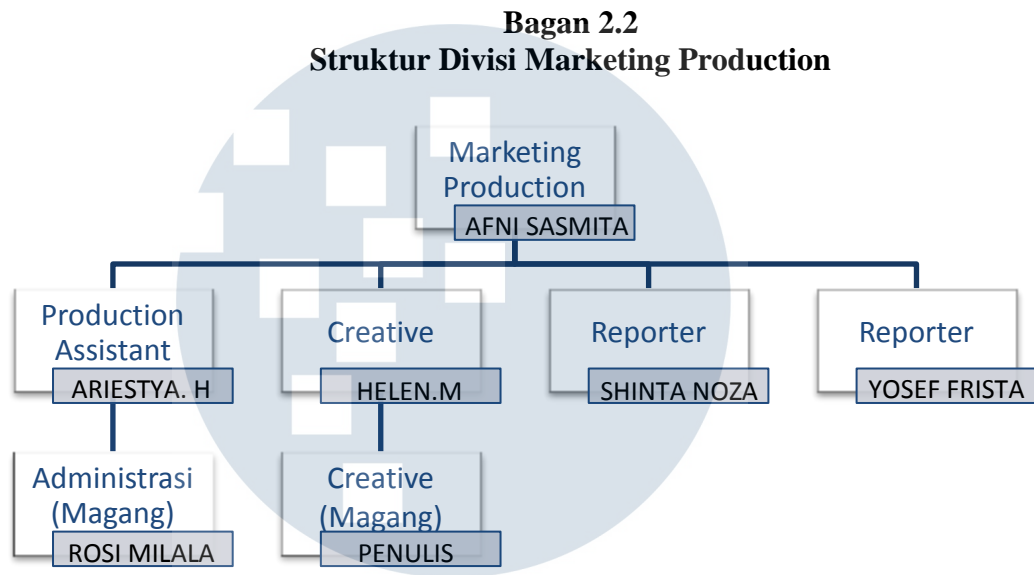 Bagan 2.2
Struktur Divisi Marketing Production
Marketing
Production
AFNI SASMITA
Production
Assistant
ARIESTYA. H
Creative
HELEN.M
Reporter
SHINTA NOZA
Reporter
YOSEF FRISTA
Administrasi
(Magang)
ROSI MILALA
Creative
(Magang)
PENULIS